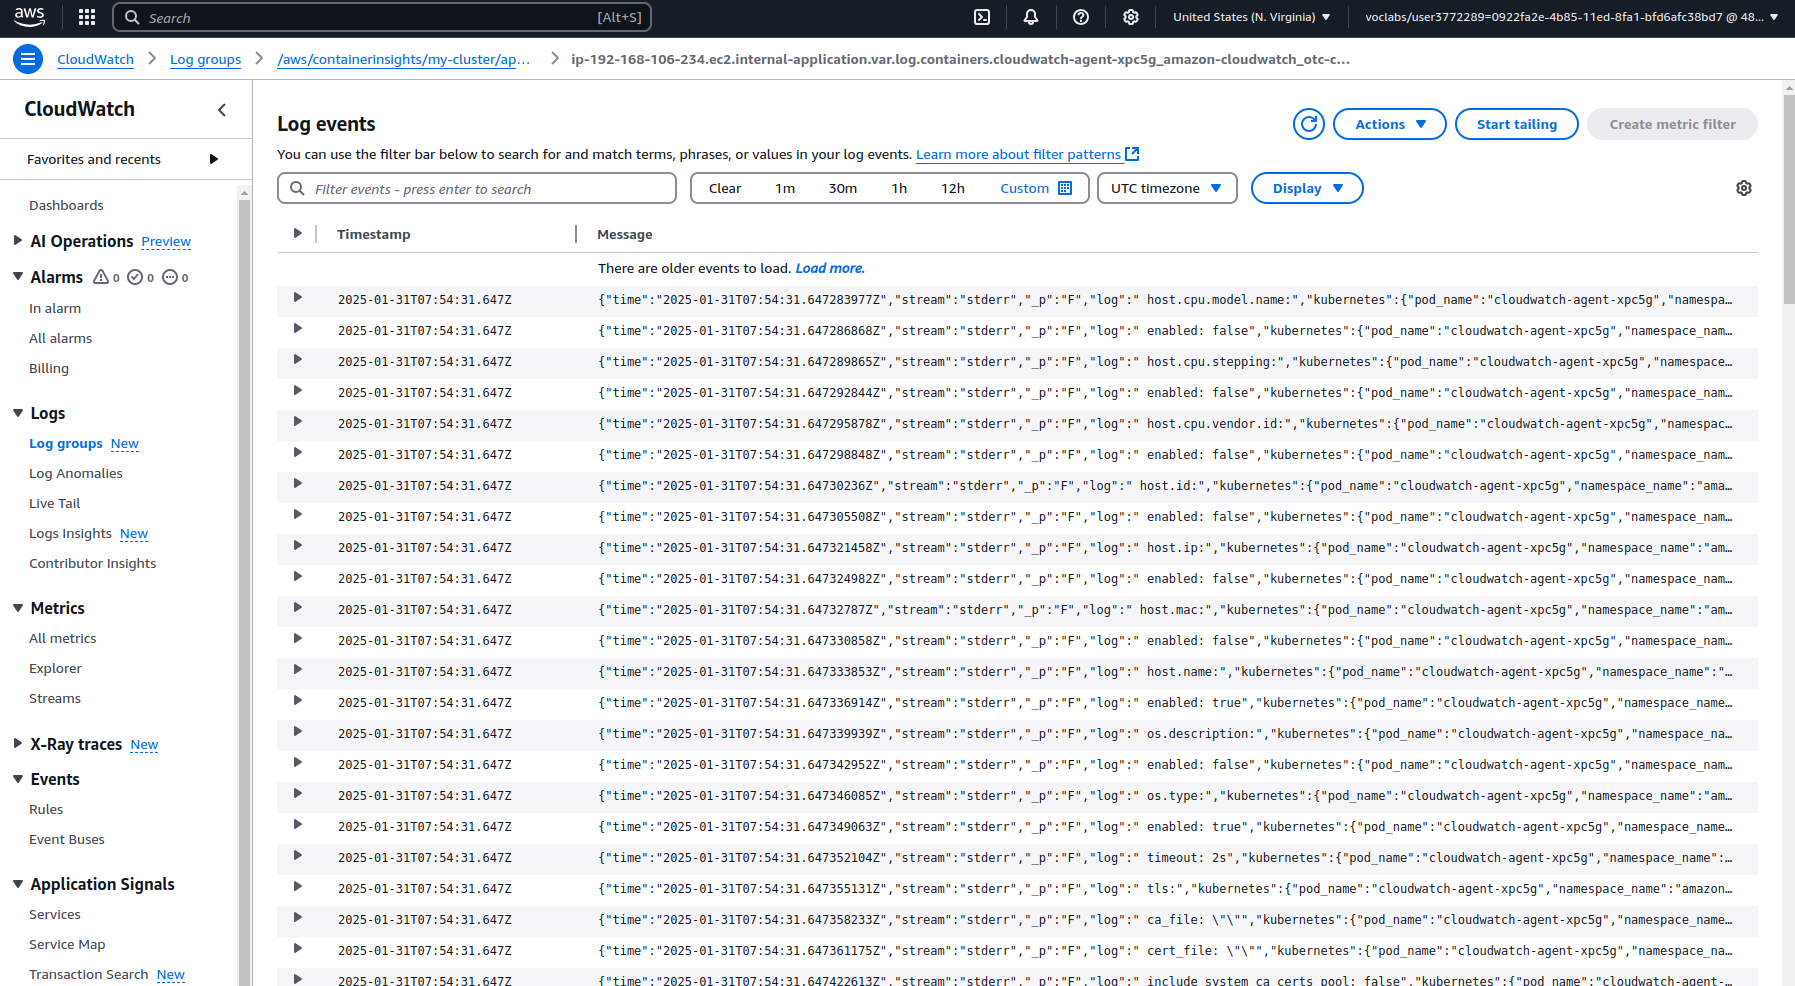 aws
Search [Alt+S]
United States (N. Virginia)
voclabs/user3772289=0922fa2e-4b85-11ed-8fa1-bfd6afc38bd7 @ 48...
CloudWatch > Log groups > /aws/containerinsights/my-cluster/ap... > ip-192-168-106-234.ec2.internal-application.var.log.containers.cloudwatch-agent-xpc5g_amazon-cloudwatch_otc-c...
CloudWatch
Favorites and recents
Dashboards
AI Operations Preview
Alarms 0 0 0
In alarm
All alarms
Billing
Logs
Log groups New
Log Anomalies
Live Tail
Logs Insights New
Contributor Insights
Metrics
All metrics
Explorer
Streams
X-Ray traces New
Events
Rules
Event Buses
Application Signals
Services
Service Map
Transaction Search New
Log events
Actions
Start tailing
Create metric filter
You can use the filter bar below to search for and match terms, phrases, or values in your log events. Learn more about filter patterns
Filter events - press enter to search
Clear 1m 30m 1h 12h Custom
UTC timezone
Display
Timestamp Message
There are older events to load. Load more.
2025-01-31T07:54:31.647Z {"time":"2025-01-31T07:54:31.647283977Z","stream":"stderr","_p":"F","log":" host.cpu.model.name:","kubernetes":{"pod_name":"cloudwatch-agent-xpc5g","namespa…
2025-01-31T07:54:31.647Z {"time":"2025-01-31T07:54:31.647286868Z","stream":"stderr","_p":"F","log":" enabled: false","kubernetes":{"pod_name":"cloudwatch-agent-xpc5g","namespace_nam…
2025-01-31T07:54:31.647Z {"time":"2025-01-31T07:54:31.647289865Z","stream":"stderr","_p":"F","log":" host.cpu.stepping:","kubernetes":{"pod_name":"cloudwatch-agent-xpc5g","namespace…
2025-01-31T07:54:31.647Z {"time":"2025-01-31T07:54:31.647292844Z","stream":"stderr","_p":"F","log":" enabled: false","kubernetes":{"pod_name":"cloudwatch-agent-xpc5g","namespace_nam…
2025-01-31T07:54:31.647Z {"time":"2025-01-31T07:54:31.647295878Z","stream":"stderr","_p":"F","log":" host.cpu.vendor.id:","kubernetes":{"pod_name":"cloudwatch-agent-xpc5g","namespac…
2025-01-31T07:54:31.647Z {"time":"2025-01-31T07:54:31.647298848Z","stream":"stderr","_p":"F","log":" enabled: false","kubernetes":{"pod_name":"cloudwatch-agent-xpc5g","namespace_nam…
2025-01-31T07:54:31.647Z {"time":"2025-01-31T07:54:31.64730236Z","stream":"stderr","_p":"F","log":" host.id:","kubernetes":{"pod_name":"cloudwatch-agent-xpc5g","namespace_name":"ama…
2025-01-31T07:54:31.647Z {"time":"2025-01-31T07:54:31.647305508Z","stream":"stderr","_p":"F","log":" enabled: false","kubernetes":{"pod_name":"cloudwatch-agent-xpc5g","namespace_nam…
2025-01-31T07:54:31.647Z {"time":"2025-01-31T07:54:31.647321458Z","stream":"stderr","_p":"F","log":" host.ip:","kubernetes":{"pod_name":"cloudwatch-agent-xpc5g","namespace_name":"am…
2025-01-31T07:54:31.647Z {"time":"2025-01-31T07:54:31.647324982Z","stream":"stderr","_p":"F","log":" enabled: false","kubernetes":{"pod_name":"cloudwatch-agent-xpc5g","namespace_nam…
2025-01-31T07:54:31.647Z {"time":"2025-01-31T07:54:31.64732787Z","stream":"stderr","_p":"F","log":" host.mac:","kubernetes":{"pod_name":"cloudwatch-agent-xpc5g","namespace_name":"am…
2025-01-31T07:54:31.647Z {"time":"2025-01-31T07:54:31.647330858Z","stream":"stderr","_p":"F","log":" enabled: false","kubernetes":{"pod_name":"cloudwatch-agent-xpc5g","namespace_nam…
2025-01-31T07:54:31.647Z {"time":"2025-01-31T07:54:31.647333853Z","stream":"stderr","_p":"F","log":" host.name:","kubernetes":{"pod_name":"cloudwatch-agent-xpc5g","namespace_name":"…
2025-01-31T07:54:31.647Z {"time":"2025-01-31T07:54:31.647336914Z","stream":"stderr","_p":"F","log":" enabled: true","kubernetes":{"pod_name":"cloudwatch-agent-xpc5g","namespace_name…
2025-01-31T07:54:31.647Z {"time":"2025-01-31T07:54:31.647339939Z","stream":"stderr","_p":"F","log":" os.description:","kubernetes":{"pod_name":"cloudwatch-agent-xpc5g","namespace_na…
2025-01-31T07:54:31.647Z {"time":"2025-01-31T07:54:31.647342952Z","stream":"stderr","_p":"F","log":" enabled: false","kubernetes":{"pod_name":"cloudwatch-agent-xpc5g","namespace_nam…
2025-01-31T07:54:31.647Z {"time":"2025-01-31T07:54:31.647346085Z","stream":"stderr","_p":"F","log":" os.type:","kubernetes":{"pod_name":"cloudwatch-agent-xpc5g","namespace_name":"am…
2025-01-31T07:54:31.647Z {"time":"2025-01-31T07:54:31.647349063Z","stream":"stderr","_p":"F","log":" enabled: true","kubernetes":{"pod_name":"cloudwatch-agent-xpc5g","namespace_name…
2025-01-31T07:54:31.647Z {"time":"2025-01-31T07:54:31.647352104Z","stream":"stderr","_p":"F","log":" timeout: 2s","kubernetes":{"pod_name":"cloudwatch-agent-xpc5g","namespace_name":…
2025-01-31T07:54:31.647Z {"time":"2025-01-31T07:54:31.647355131Z","stream":"stderr","_p":"F","log":" tls:","kubernetes":{"pod_name":"cloudwatch-agent-xpc5g","namespace_name":"amazon…
2025-01-31T07:54:31.647Z {"time":"2025-01-31T07:54:31.647358233Z","stream":"stderr","_p":"F","log":" ca_file: \"\"","kubernetes":{"pod_name":"cloudwatch-agent-xpc5g","namespace_name…
2025-01-31T07:54:31.647Z {"time":"2025-01-31T07:54:31.647361175Z","stream":"stderr","_p":"F","log":" cert_file: \"\"","kubernetes":{"pod_name":"cloudwatch-agent-xpc5g","namespace_na…
2025-01-31T07:54:31.647Z {"time":"2025-01-31T07:54:31.647422613Z","stream":"stderr","_p":"F","log":" include_system_ca_certs_pool: false","kubernetes":{"pod_name":"cloudwatch-agent-…